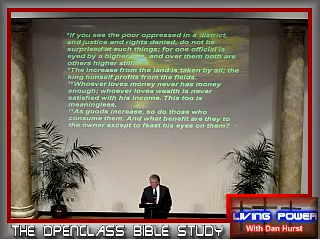 ⁸If you see the poor oppressed in a district,
and justice and rights denied, do not be
surprised at such things; for one official is
eyed by a higher one, and over them both are
others higher still.
⁹The increase from the land is taken by all; the
king himself profits from the fields.
¹⁰Whoever loves money never has money
enough; whoever loves wealth is never
satisfied with his income. This too is
meaningless.
¹¹As goods increase, so do those who
consume them. And what benefit are they to
the owner except to feast his eyes on them?
LIVING POWER
With Dan Hurst
THE OPENCLASS BIBLE STUDY